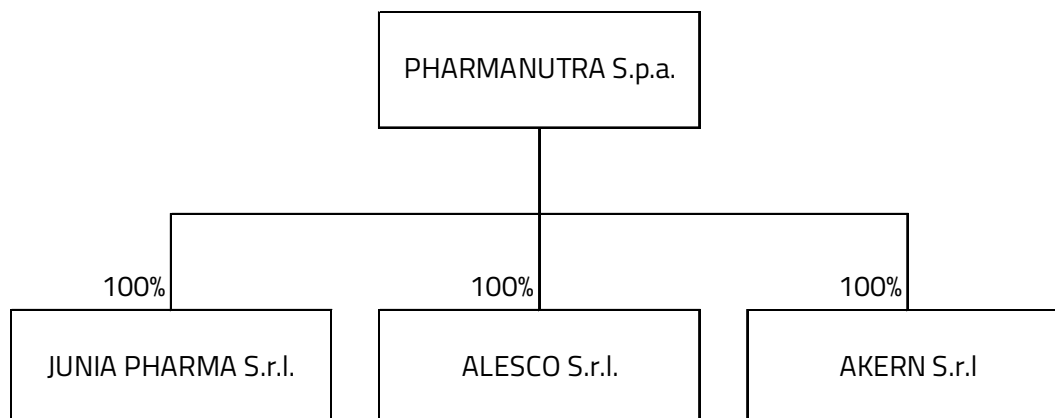 PHARMANUTRA S.p.a.
100%
100%
100%
JUNIA PHARMA S.r.l.
ALESCO S.r.l.
AKERN S.r.l